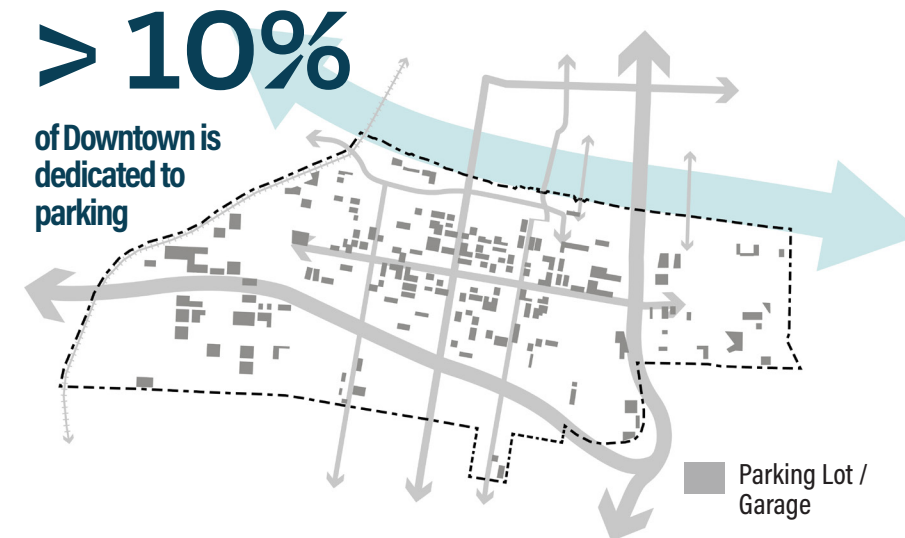 > 10%
of Downtown is
dedicated to
parking
Parking Lot /
Garage